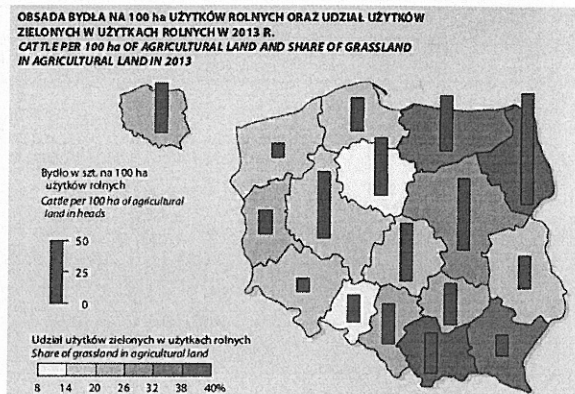 OBSADA BYDŁA NA 100 ha UŻYTKÓW ROLNYCH ORAZ UDZIAŁ UŻYTKÓW
ZIELONYCH W UŻYTKACH ROLNYCH W 2013 R.
CATTLE PER 100 ha OF AGRICULTURAL LAND AND SHARE OF GRASSLAND
IN AGRICULTURAL LAND IN 2013
Bydło w szt. na 100 ha
użytków rolnych
Cattle per 100 ha of agricultural
land in heads
50
25
0
Udział użytków zielonych w użytkach rolnych
Share of grassland in agricultural land
8 14 20 26 32 38 40%